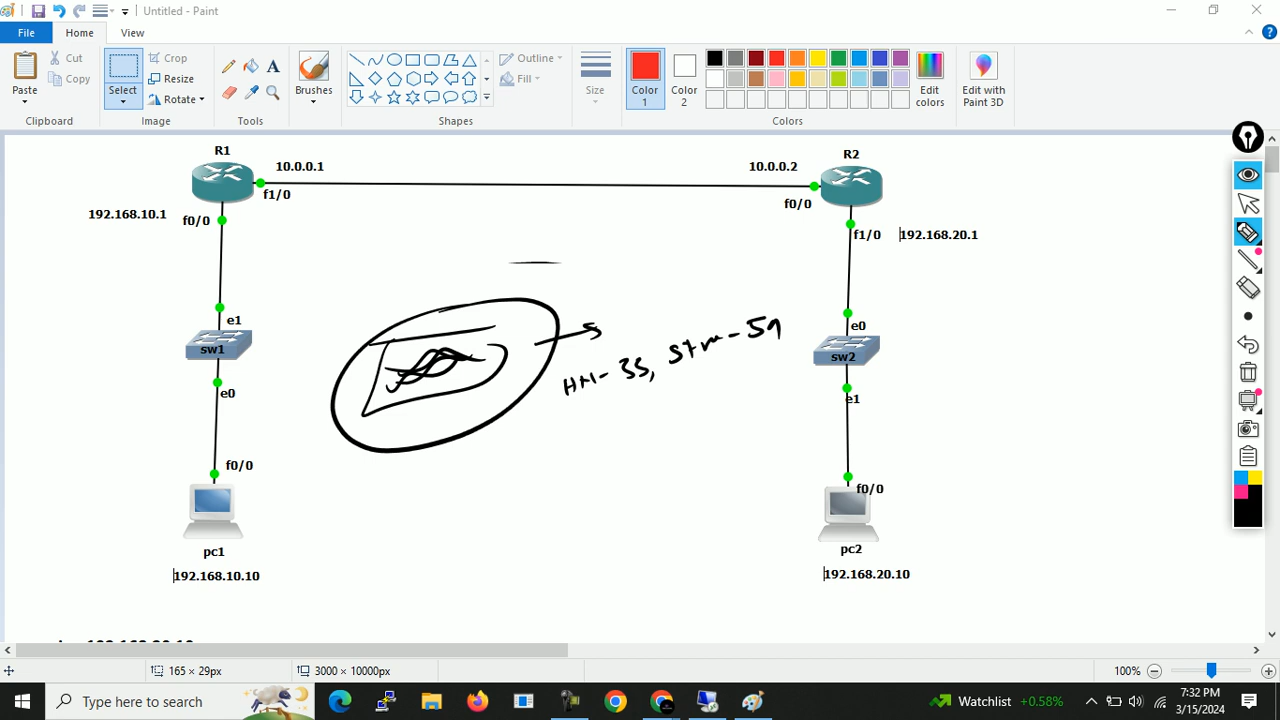 Untitled - Paint
File Home View
Paste
Cut
Copy
Clipboard
Select
Crop
Resize
Rotate
Image
Tools
Brushes
Shapes
Outline
Fill
Size
Color 1
Color 2
Edit colors
Edit with Paint 3D
Colors
R1
10.0.0.1
f1/0
192.168.10.1
f0/0
10.0.0.2
R2
f0/0
f1/0
192.168.20.1
e1
sw1
e0
f0/0
pc1
192.168.10.10
e0
sw2
e1
f0/0
pc2
192.168.20.10
165 × 29px
3000 × 10000px
100%
Type here to search
Watchlist +0.58%
7:32 PM
3/15/2024